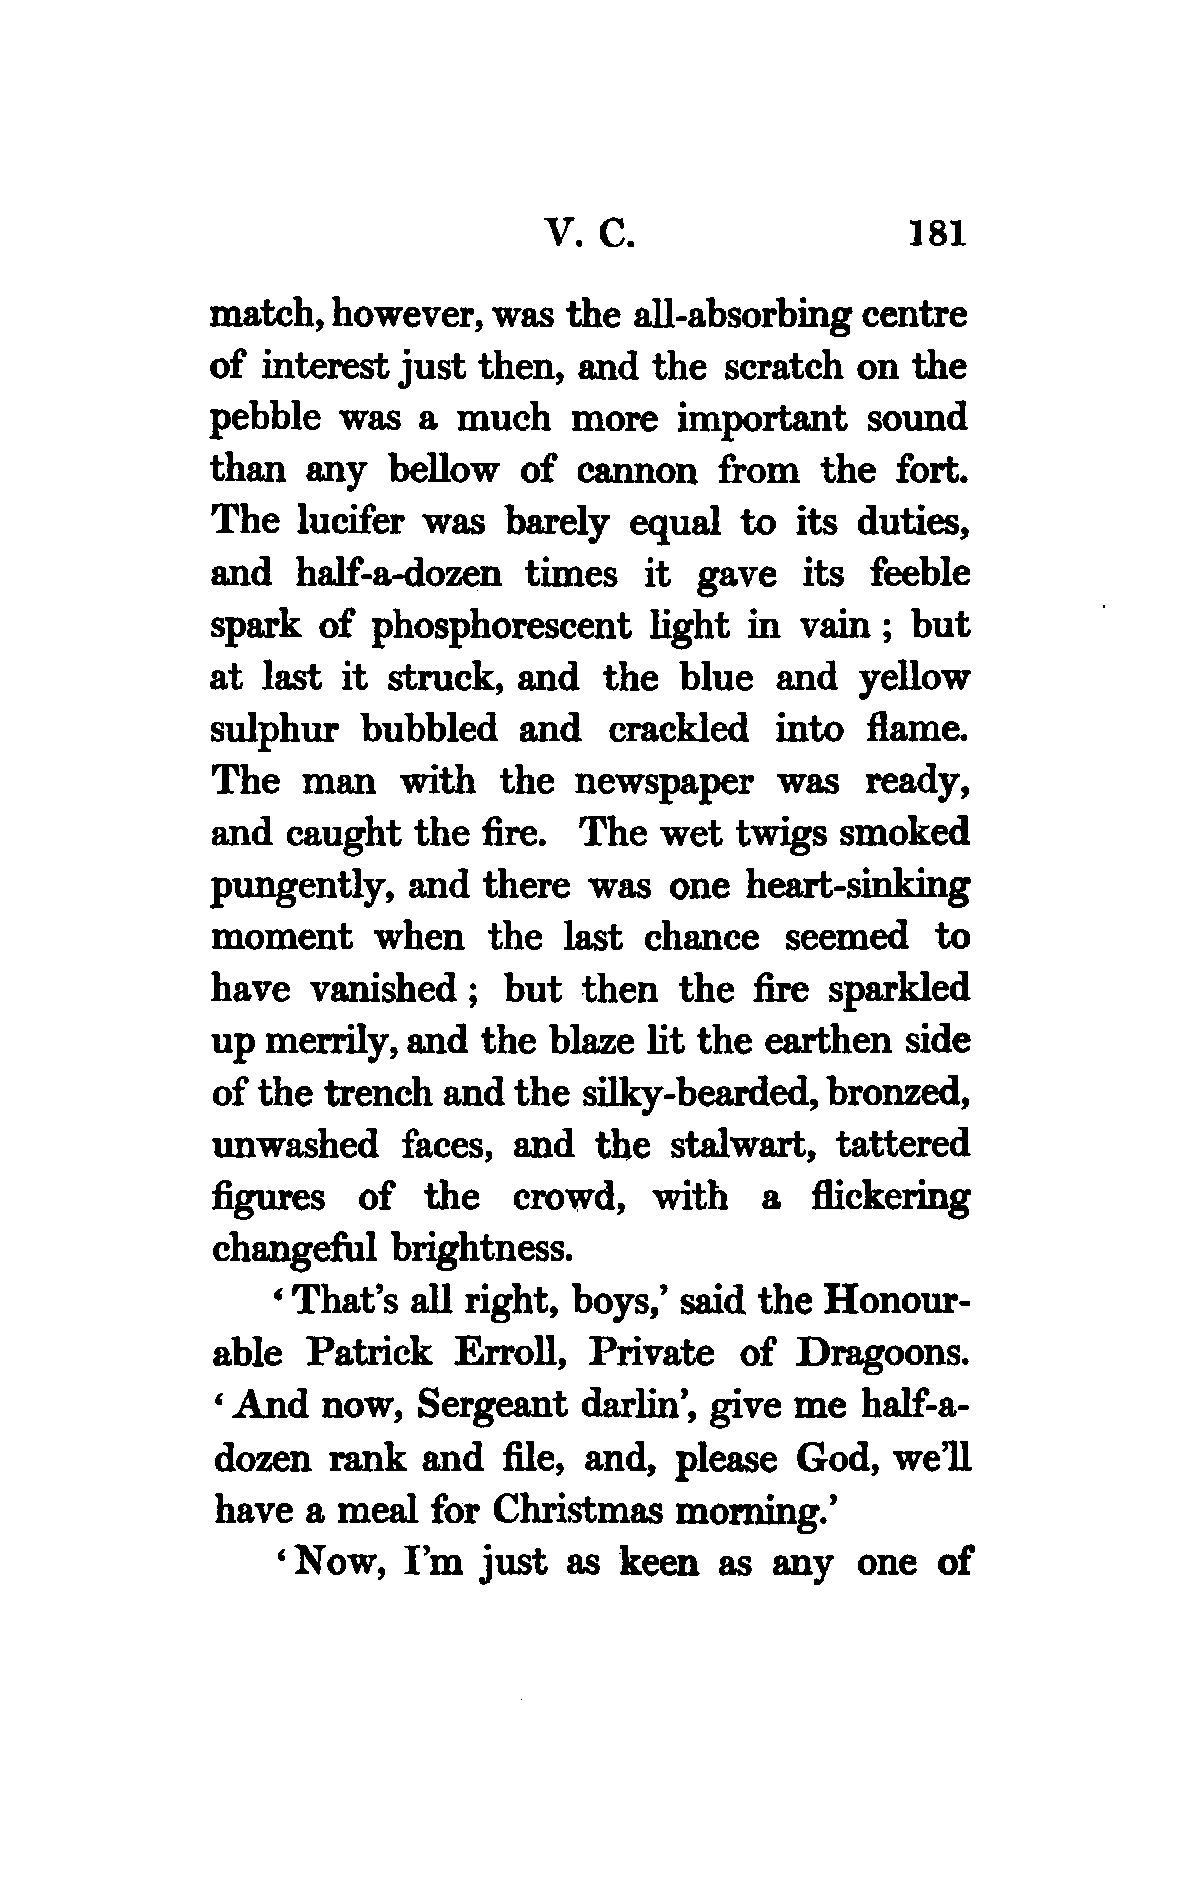 V. C. 181
match, however, was the all-absorbing centre
of interest just then, and the scratch on the
pebble was a much more important sound
than any bellow of cannon from the fort.
The lucifer was barely equal to its duties,
and half-a-dozen times it gave its feeble
spark of phosphorescent light in vain ; but
at last it struck, and the blue and yellow
sulphur bubbled and crackled into flame.
The man with the newspaper was ready,
and caught the fire. The wet twigs smoked
pungently, and there was one heart-sinking
moment when the last chance seemed to
have vanished ; but then the fire sparkled
up merrily, and the blaze lit the earthen side
of the trench and the silky-bearded, bronzed,
unwashed faces, and the stalwart, tattered
figures of the crowd, with a flickering
changeful brightness.
‘ That’s all right, boys,’ said the Honour-
able Patrick Erroll, Private of Dragoons.
‘ And now, Sergeant darlin’, give me half-a-
dozen rank and file, and, please God, we’ll
have a meal for Christmas morning.’
‘ Now, I’m just as keen as any one of